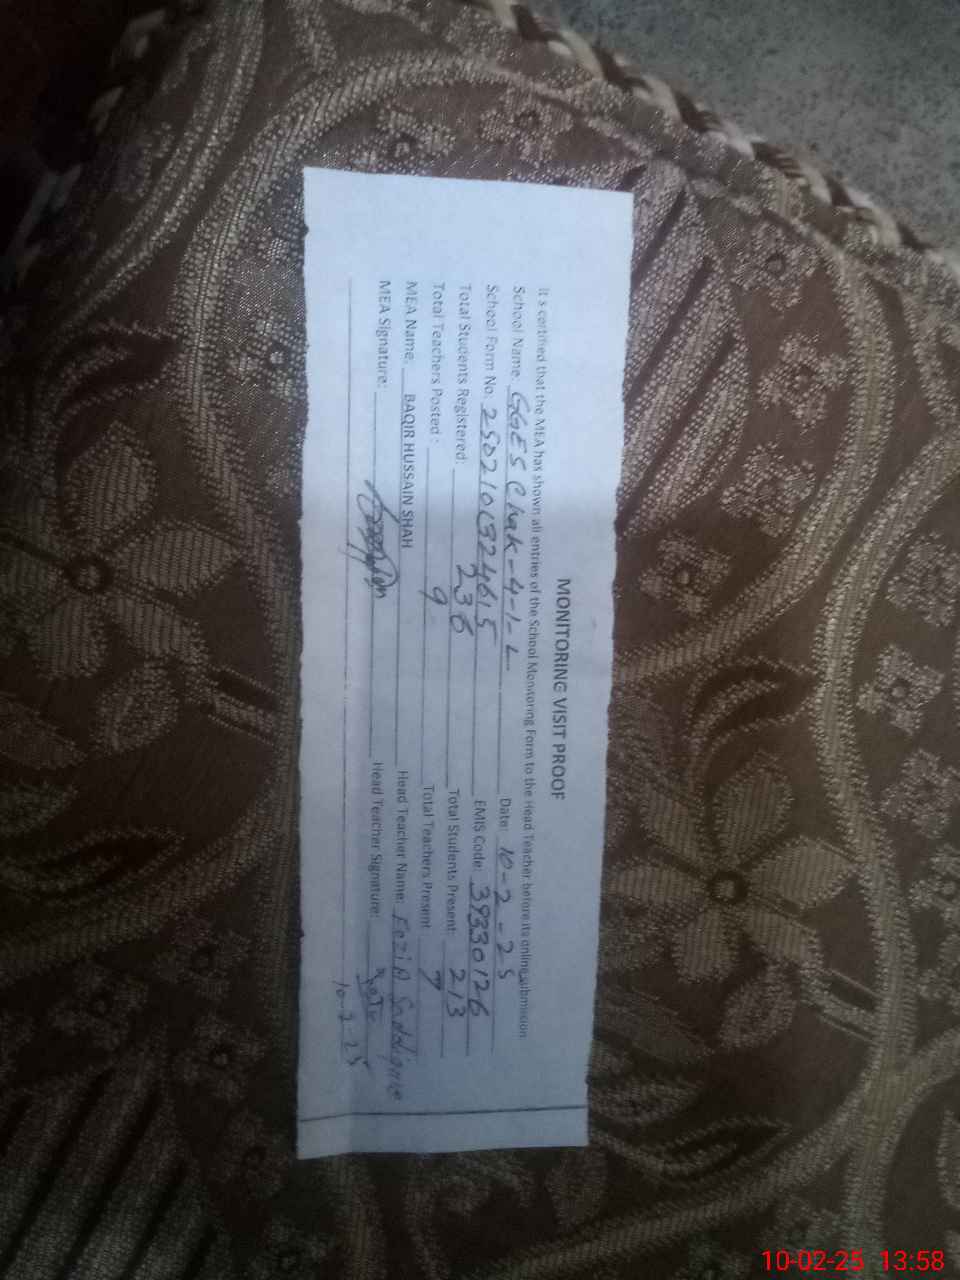 MONITORING VISIT PROOF
It s certified that the MEA has shown all entries of the School Monitoring Form to the Head Teacher before its online submission
School Name: GGES Chak-4-1-L Date: 10-2-25
School Form No. 2502101324615 EMIS Code: 39330126
Total Students Registered: 236 Total Students Present: 213
Total Teachers Posted : 9 Total Teachers Present 7
MEA Name: BAQIR HUSSAIN SHAH Head Teacher Name: FoziA
MEA Signature: Head Teacher Signature:
10-2-25
10-02-25 13:58